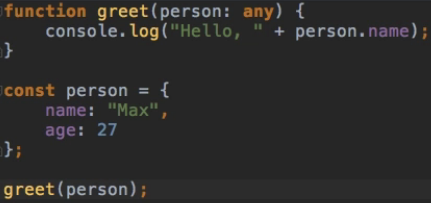 function greet(person: any) {
    console.log("Hello, " + person.name);
}
const person = {
    name: "Max",
    age: 27
};
greet(person);